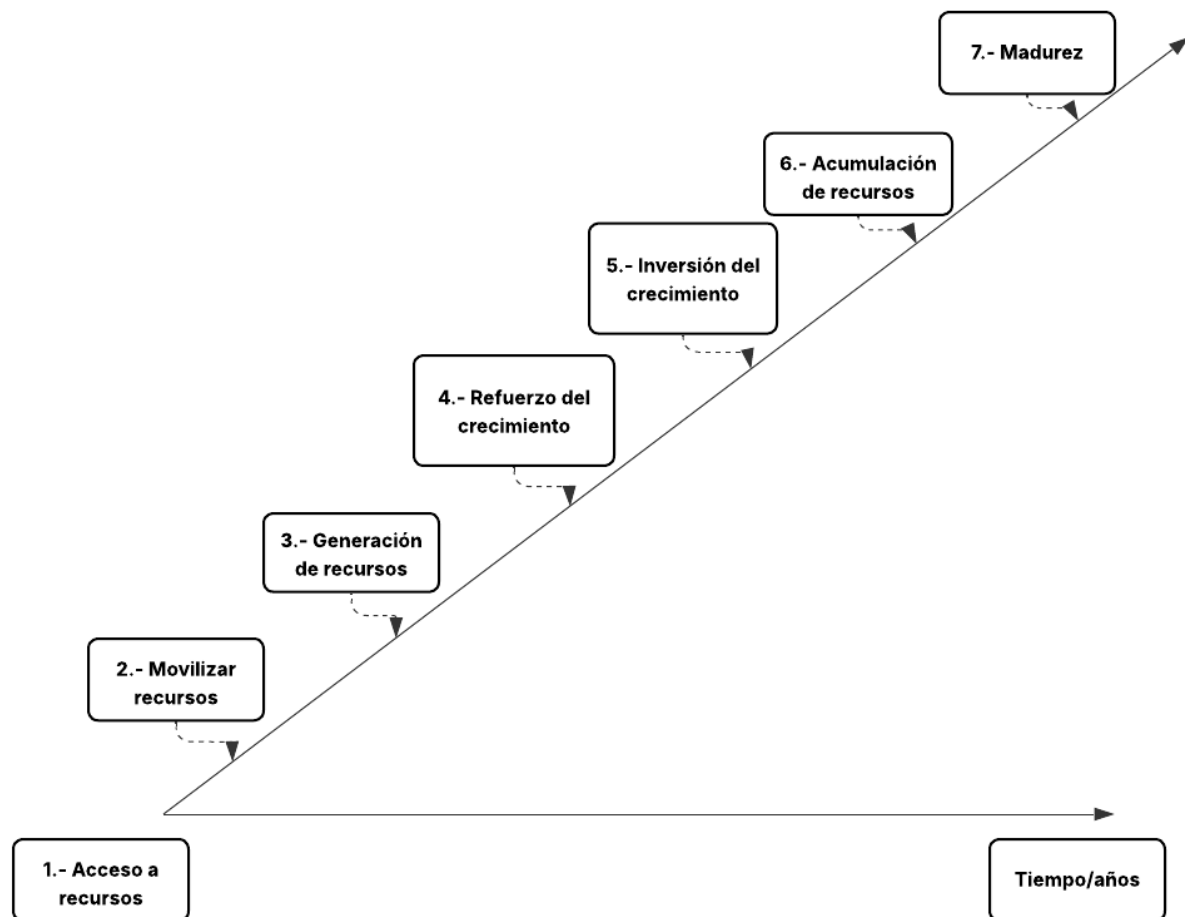 7.- Madurez
6.- Acumulación
de recursos
5.- Inversión del
crecimiento
4.- Refuerzo del
crecimiento
3.- Generación
de recursos
2.- Movilizar
recursos
1.- Acceso a
recursos
Tiempo/años